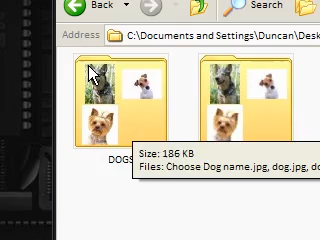 Back Search
Address C:\Documents and Settings\Duncan\Desk
DOGS
Size: 186 KB
Files: Choose Dog name.jpg, dog.jpg, do